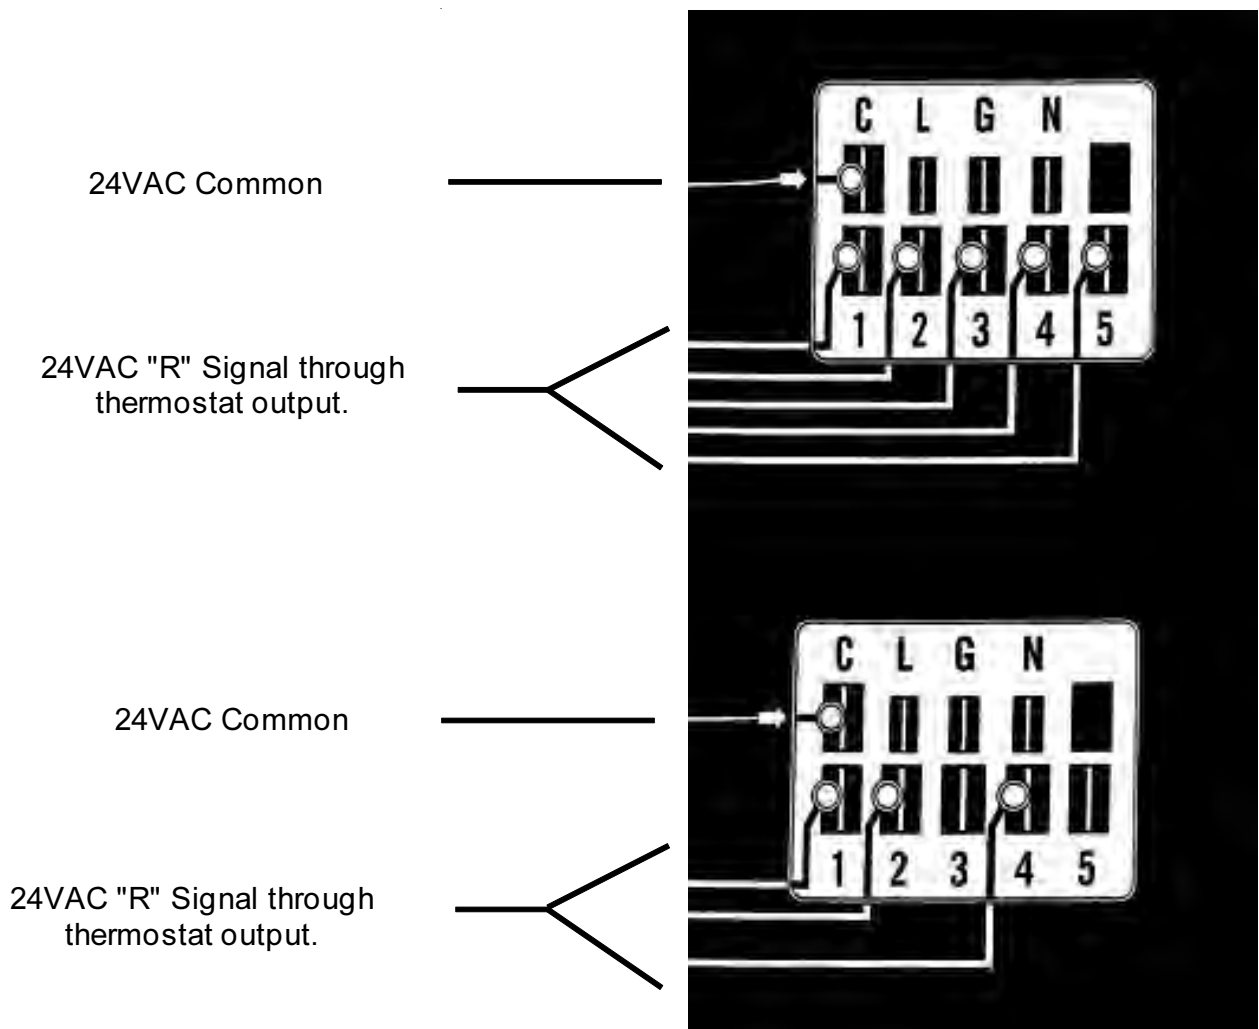 C L G N
24VAC Common
1 2 3 4 5
24VAC "R" Signal through
thermostat output.
C L G N
24VAC Common
1 2 3 4 5
24VAC "R" Signal through
thermostat output.